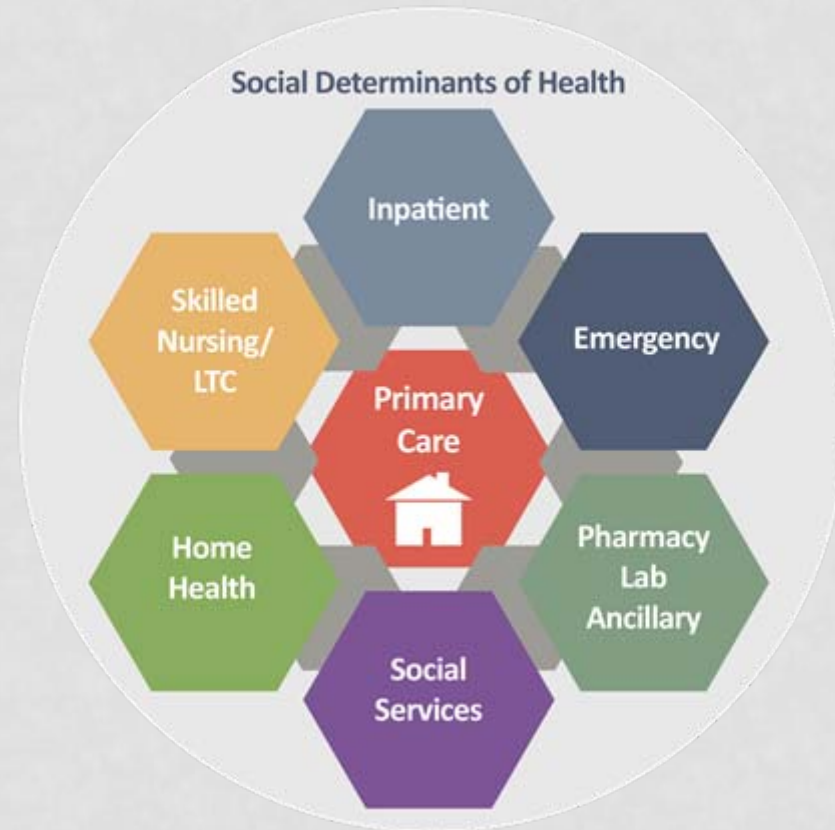 Social Determinants of Health
Inpatient
Skilled
Nursing/
LTC
Emergency
Primary
Care
Home
Health
Pharmacy
Lab
Ancillary
Social
Services